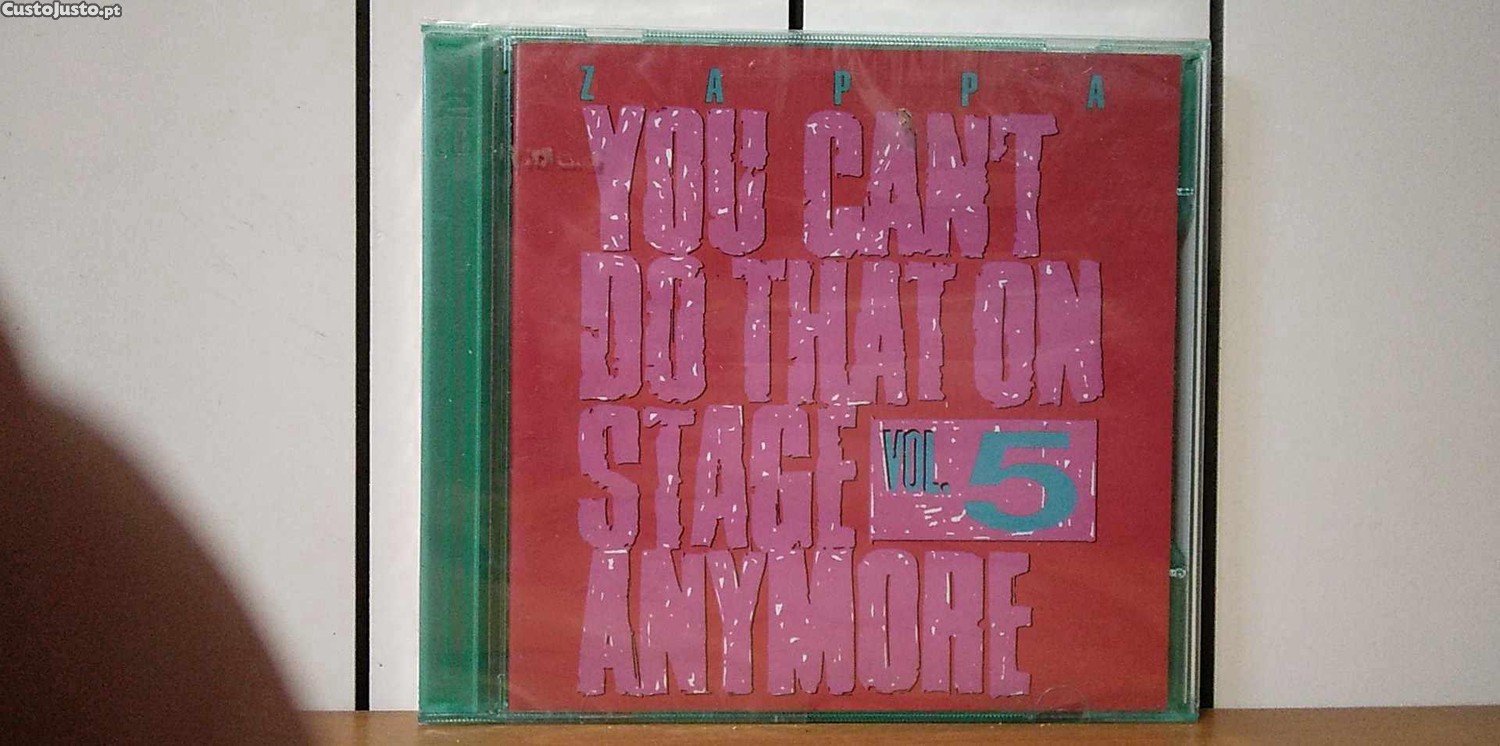 CustoJusto.pt
ZAPPA
YOU CAN'T
DO THAT ON
STAGE VOL. 5
ANYMORE